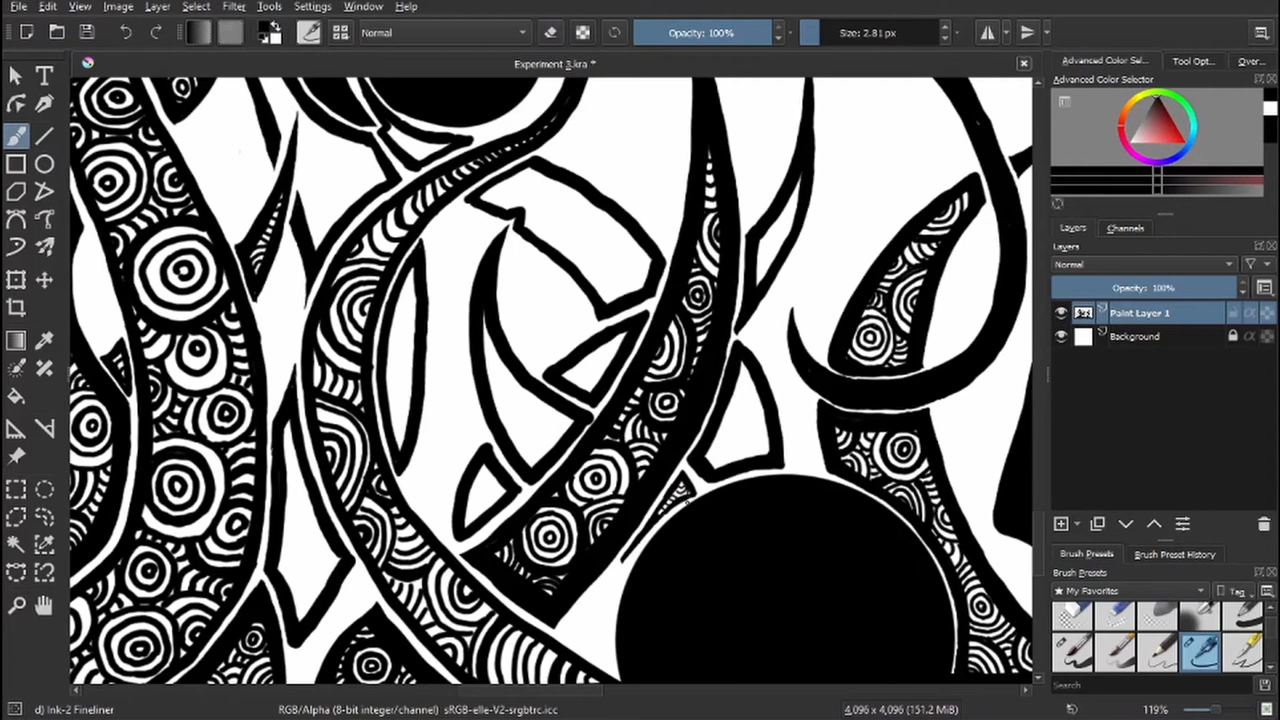 File Edit View Image Layer Select Filter Tools Settings Window Help
Normal Opacity: 100% Size: 2.81 px
Experiment 3.kra *
Advanced Color Sel... Tool Opt... Over...
Advanced Color Selector
Layers Channels
Layers
Normal
Opacity: 100%
Paint Layer 1
Background
Brush Presets Brush Preset History
Brush Presets
★ My Favorites Tag
Search
d) Ink-2 Fineliner RGB/Alpha (8-bit integer/channel) sRGB-elle-V2-srgbtrc.icc 4,096 x 4,096 (151.2 MiB) 119%